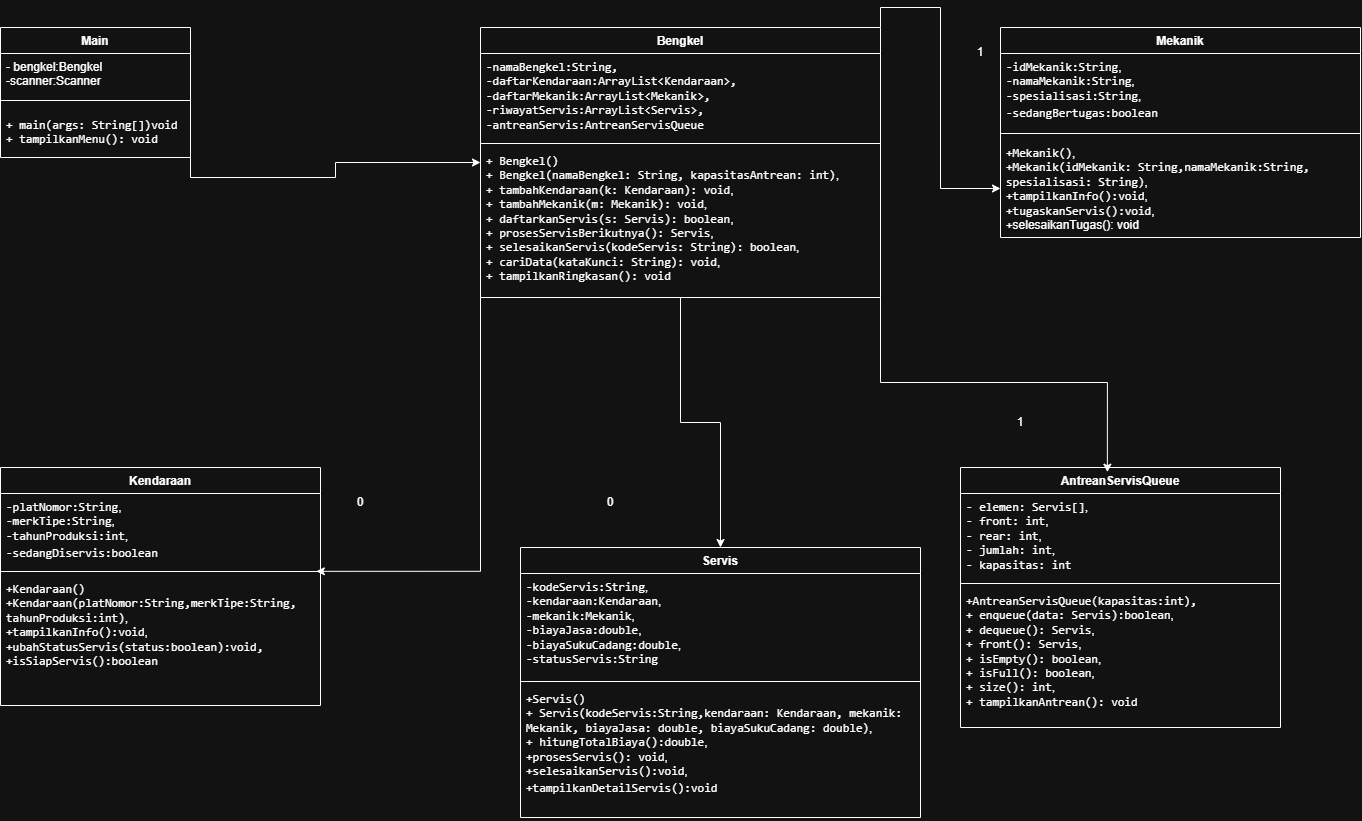 Main
- bengkel:Bengkel
-scanner:Scanner
+ main(args: String[])void
+ tampilkanMenu(): void
Bengkel
-namaBengkel:String,
-daftarKendaraan:ArrayList<Kendaraan>,
-daftarMekanik:ArrayList<Mekanik>,
-riwayatServis:ArrayList<Servis>,
-antreanServis:AntreanServisQueue
+ Bengkel()
+ Bengkel(namaBengkel: String, kapasitasAntrean: int),
+ tambahKendaraan(k: Kendaraan): void,
+ tambahMekanik(m: Mekanik): void,
+ daftarkanServis(s: Servis): boolean,
+ prosesServisBerikutnya(): Servis,
+ selesaikanServis(kodeServis: String): boolean,
+ cariData(kataKunci: String): void,
+ tampilkanRingkasan(): void
1
Mekanik
-idMekanik:String,
-namaMekanik:String,
-spesialisasi:String,
-sedangBertugas:boolean
+Mekanik(),
+Mekanik(idMekanik: String,namaMekanik:String,
spesialisasi: String),
+tampilkanInfo():void,
+tugaskanServis():void,
+selesaikanTugas(): void
Kendaraan
-platNomor:String,
-merkTipe:String,
-tahunProduksi:int,
-sedangDiservis:boolean
+Kendaraan()
+Kendaraan(platNomor:String,merkTipe:String,
tahunProduksi:int),
+tampilkanInfo():void,
+ubahStatusServis(status:boolean):void,
+isSiapServis():boolean
0
0
Servis
-kodeServis:String,
-kendaraan:Kendaraan,
-mekanik:Mekanik,
-biayaJasa:double,
-biayaSukuCadang:double,
-statusServis:String
+Servis()
+ Servis(kodeServis:String,kendaraan: Kendaraan, mekanik:
Mekanik, biayaJasa: double, biayaSukuCadang: double),
+ hitungTotalBiaya():double,
+prosesServis(): void,
+selesaikanServis():void,
+tampilkanDetailServis():void
1
AntreanServisQueue
- elemen: Servis[],
- front: int,
- rear: int,
- jumlah: int,
- kapasitas: int
+AntreanServisQueue(kapasitas:int),
+ enqueue(data: Servis):boolean,
+ dequeue(): Servis,
+ front(): Servis,
+ isEmpty(): boolean,
+ isFull(): boolean,
+ size(): int,
+ tampilkanAntrean(): void